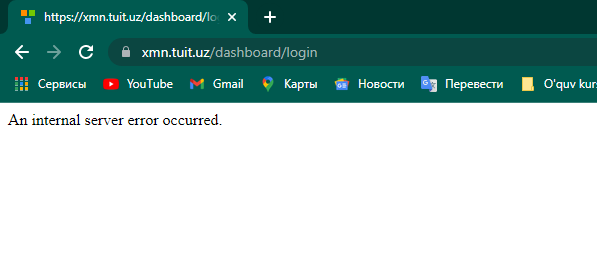 https://xmn.tuit.uz/dashboard/lo
xmn.tuit.uz/dashboard/login
Сервисы YouTube Gmail Карты Новости Перевести O'quv kurs
An internal server error occurred.